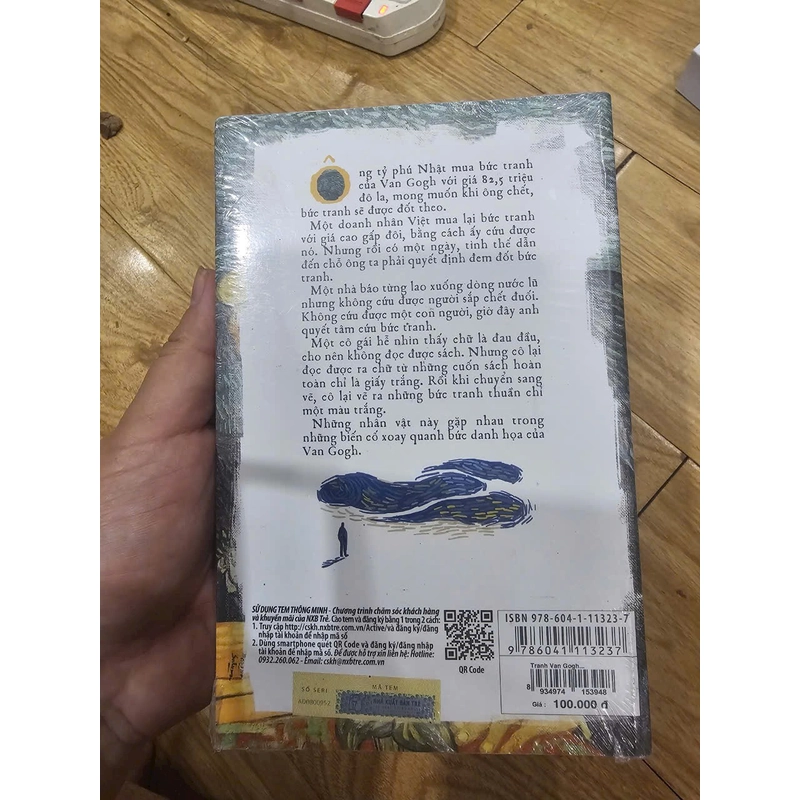 Ông tỷ phú Nhật mua bức tranh
của Van Gogh với giá 82,5 triệu
đô la, mong muốn khi ông chết,
bức tranh sẽ được đốt theo.
Một doanh nhân Việt mua lại bức tranh
với giá cao gấp đôi, bằng cách ấy cứu được
nó. Nhưng rồi có một ngày, tình thế dẫn
đến chỗ ông ta phải quyết định đem đốt bức
tranh.
Một nhà báo từng lao xuống dòng nước lũ
nhưng không cứu được người sắp chết đuối.
Không cứu được một con người, giờ đây anh
quyết tâm cứu bức tranh.
Một cô gái hễ nhìn thấy chữ là đau đầu,
cho nên không đọc được sách. Nhưng cô lại
đọc được ra chữ từ những cuốn sách hoàn
toàn chỉ là giấy trắng. Rồi khi chuyển sang
vẽ, cô lại vẽ ra những bức tranh thuần chỉ
một màu trắng.
Những nhân vật này gặp nhau trong
những biến cố xoay quanh bức danh họa của
Van Gogh.
SỬ DỤNG TEM THÔNG MINH - Chương trình chăm sóc khách hàng
và khuyến mãi của NXB Trẻ. Cào tem và đăng ký bằng 1 trong 2 cách:
1. Truy cập http://cskh.nxbtre.com.vn/Active/và đăng ký/đăng
nhập tài khoản để nhập mã số
2. Dùng smartphone quét QR Code và đăng ký/đăng nhập
tài khoản để nhập mã số. Để được hỗ trợ xin liên hệ: Hotline:
0932.260.062 - Email: cskh@nxbtre.com.vn
QR Code
ISBN 978-604-1-11323-7
9 786041 113237
Tranh Van Gogh...
8 934974 153948
Giá : 100.000 đ
SỐ SERI
MÃ TEM
NHÀ XUẤT BẢN TRẺ